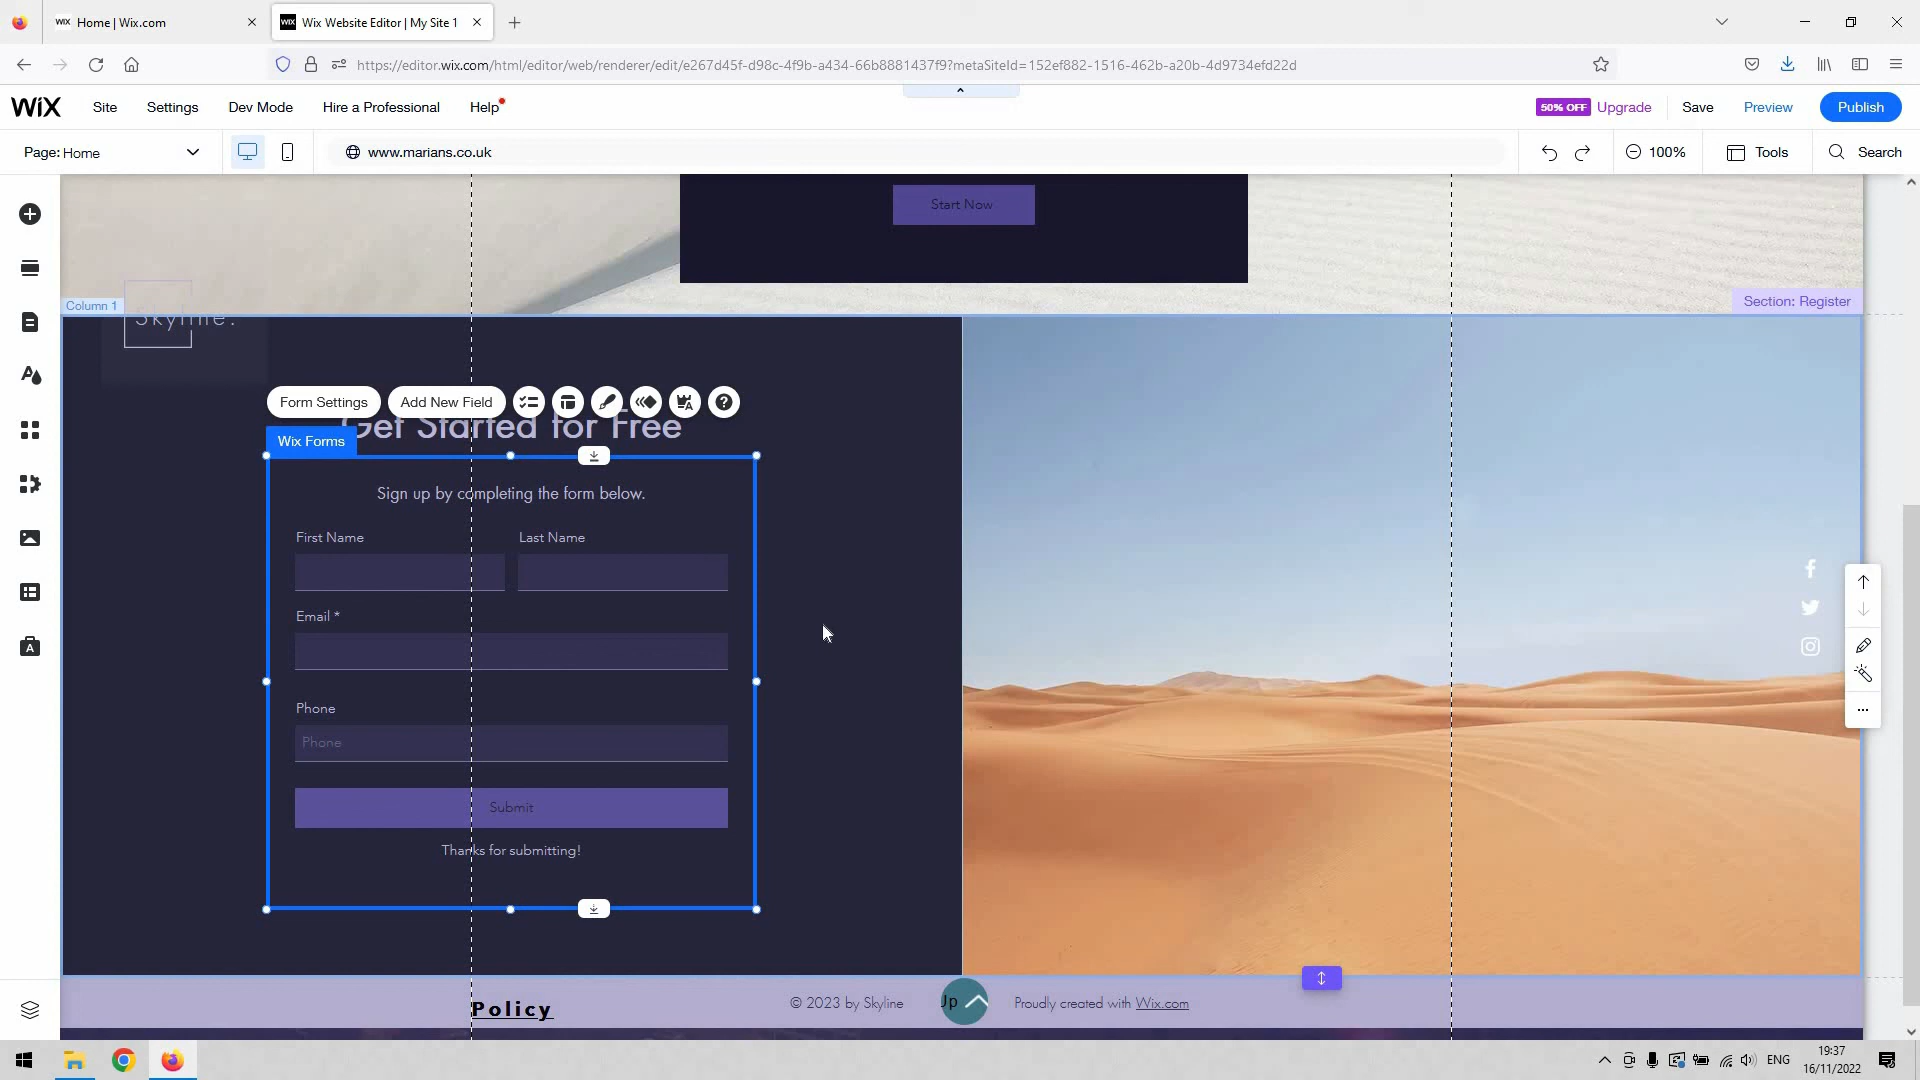 Home | Wix.com
Wix Website Editor | My Site 1
https://editor.wix.com/html/editor/web/renderer/edit/e267d45f-d98c-4f9b-a434-66b8881437f9?metaSiteId=152ef882-1516-462b-a20b-4d9734efd22d
WIX Site Settings Dev Mode Hire a Professional Help 50% OFF Upgrade Save Preview Publish
Page: Home www.marians.co.uk 100% Tools Search
Start Now
Column 1
Section: Register
Skyline.
Form Settings Add New Field
Get Started for Free
Wix Forms
Sign up by completing the form below.
First Name Last Name
Email *
Phone
Phone
Submit
Thanks for submitting!
Policy © 2023 by Skyline Up Proudly created with Wix.com
ENG 19:37
16/11/2022